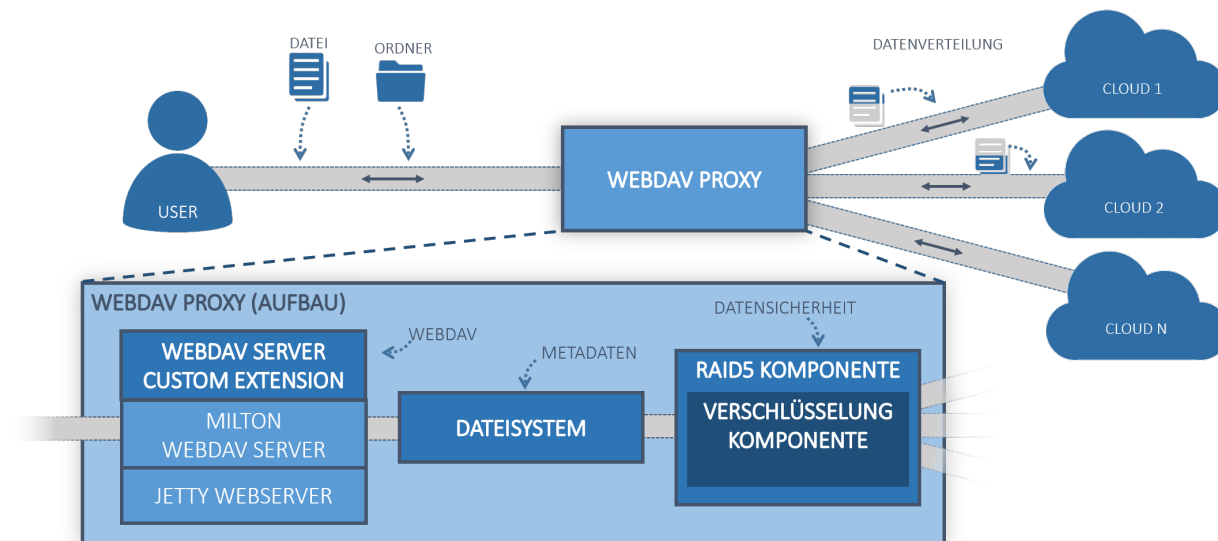 DATEI
ORDNER
DATENVERTEILUNG
CLOUD 1
WEBDAV PROXY
USER
CLOUD 2
WEBDAV PROXY (AUFBAU)
DATENSICHERHEIT
CLOUD N
WEBDAV
WEBDAV SERVER
CUSTOM EXTENSION
METADATEN
RAID5 KOMPONENTE
MILTON
WEBDAV SERVER
DATEISYSTEM
VERSCHLÜSSELUNG
KOMPONENTE
JETTY WEBSERVER